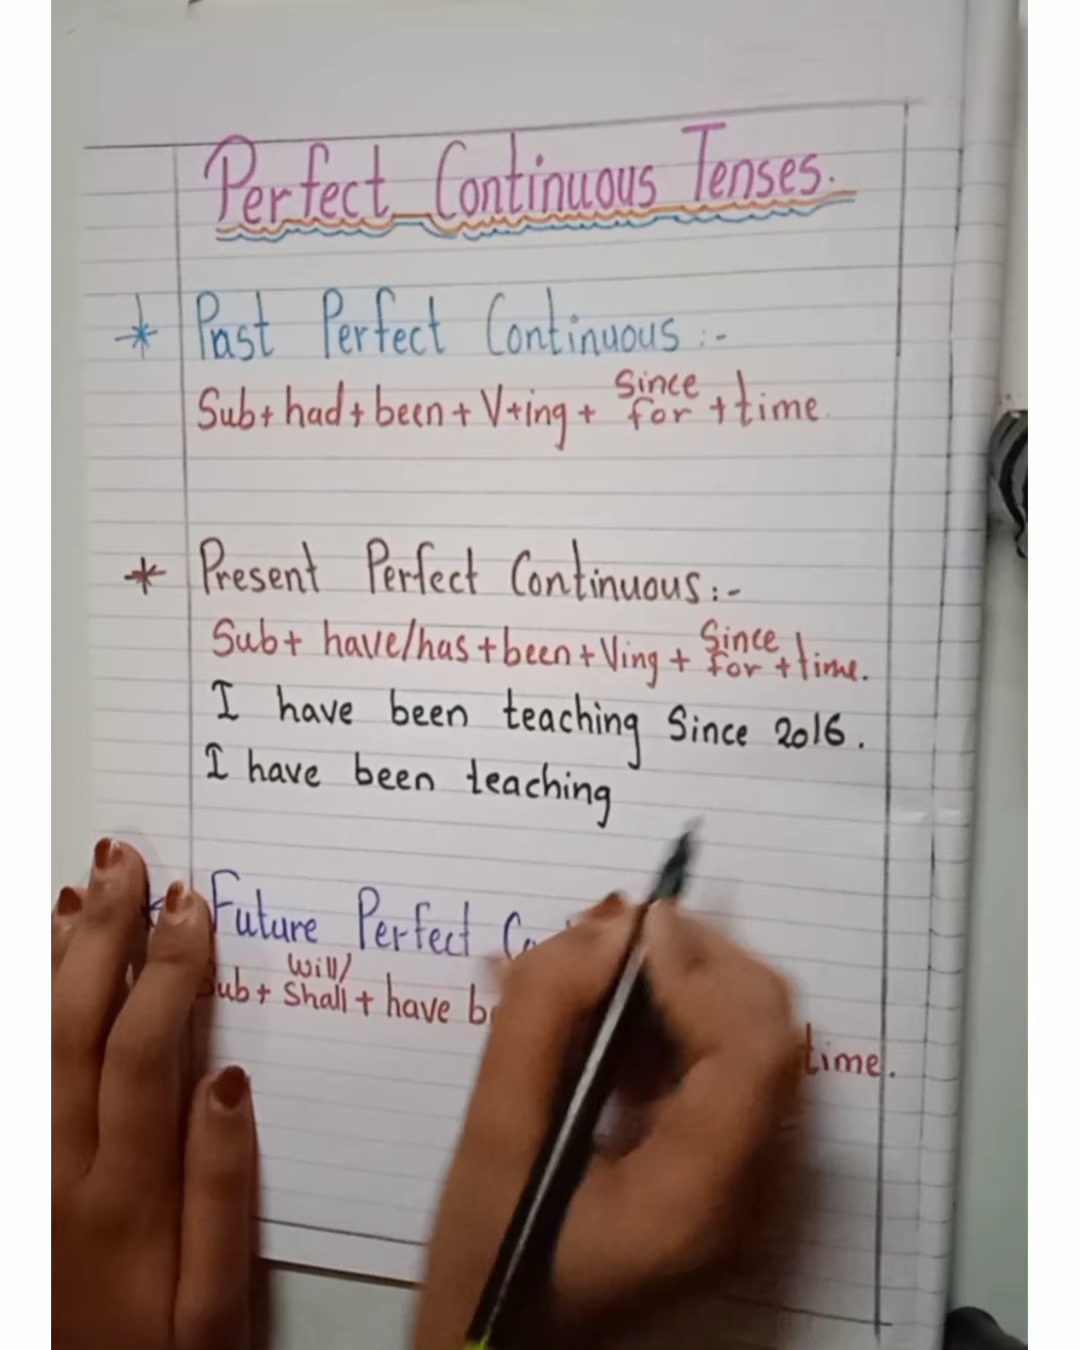 Perfect Continuous Tenses.
* Past Perfect Continuous :-
Since
Sub + had + been + V+ing + for + time
* Present Perfect Continuous :-
Since
Sub + have/has + been + Ving + for + time.
I have been teaching Since 2016.
I have been teaching
Future Perfect
Will/
Sub + Shall + have
time.